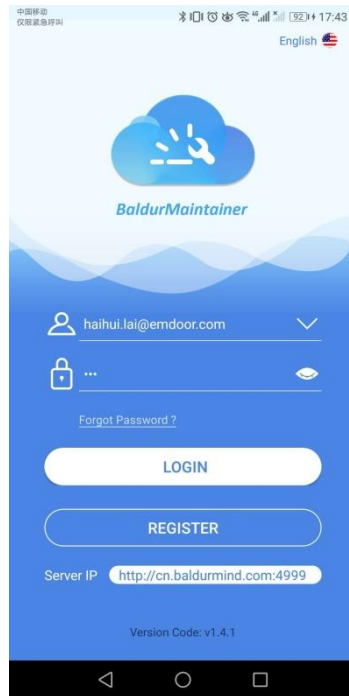 中国移动
仅限紧急呼叫
4G
92
17:43
English
BaldurMaintainer
haihui.lai@emdoor.com
...
Forgot Password ?
LOGIN
REGISTER
Server IP http://cn.baldurmind.com:4999
Version Code: v1.4.1